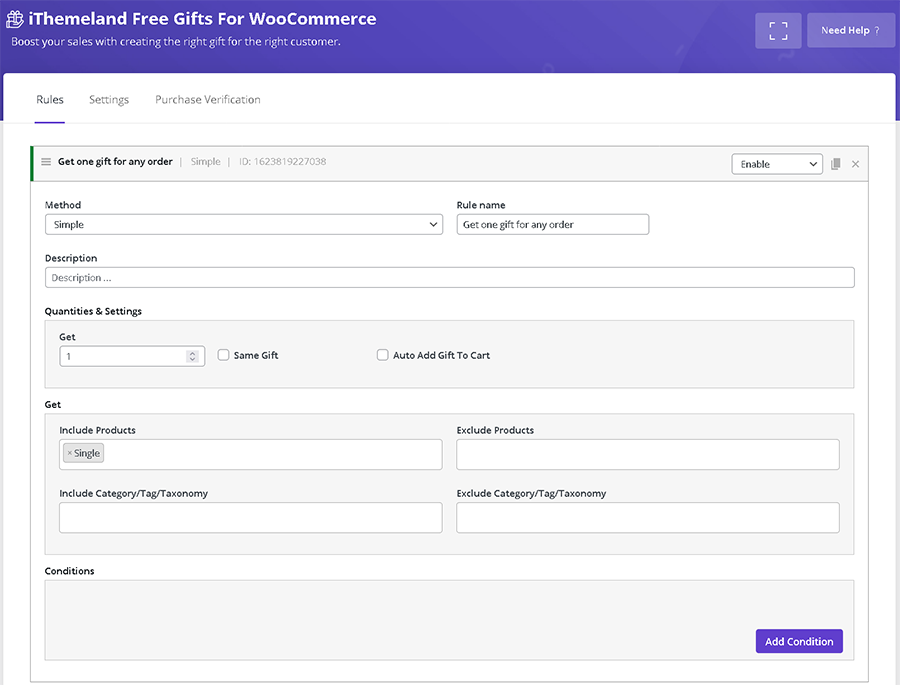 iThemeland Free Gifts For WooCommerce
Boost your sales with creating the right gift for the right customer.
Need Help ?
Rules Settings Purchase Verification
Get one gift for any order | Simple | ID: 1623819227038 Enable
Method Rule name
Simple Get one gift for any order
Description
Description ...
Quantities & Settings
Get
1 Same Gift Auto Add Gift To Cart
Get
Include Products Exclude Products
× Single
Include Category/Tag/Taxonomy Exclude Category/Tag/Taxonomy
Conditions
Add Condition